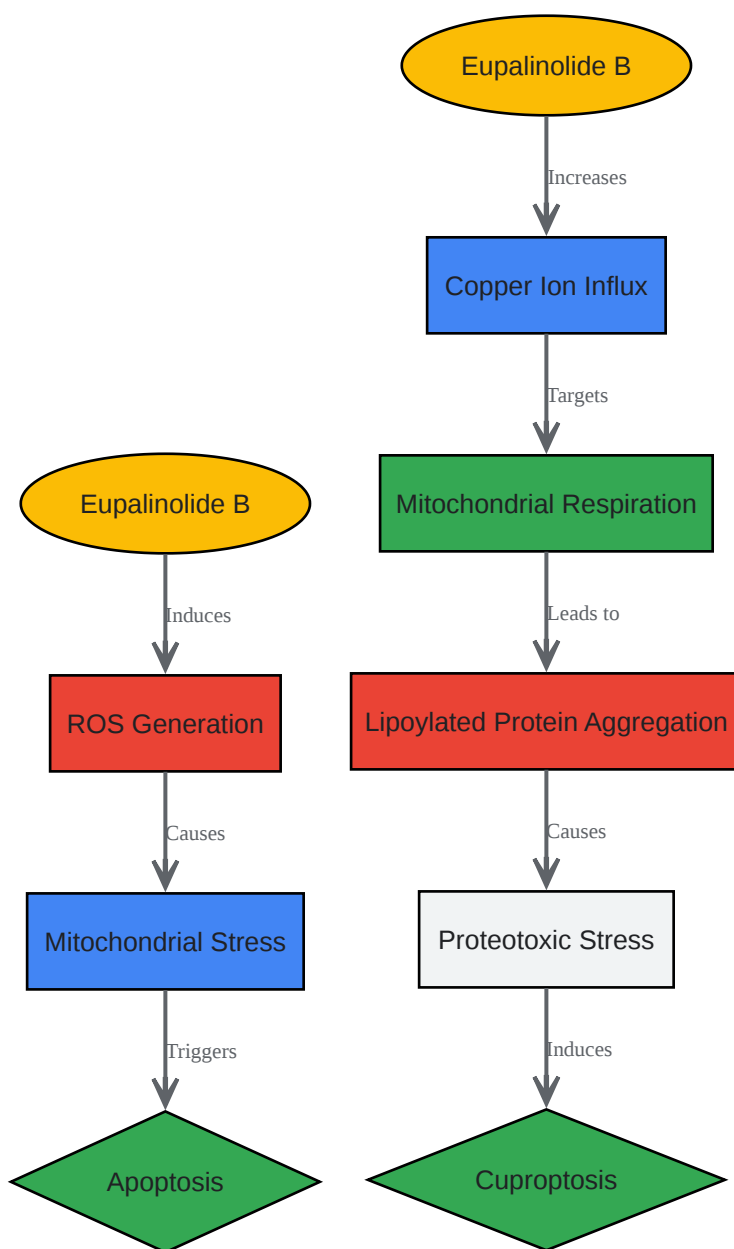 Eupalinolide B
Increases
Copper Ion Influx
Targets
Mitochondrial Respiration
Leads to
Lipoylated Protein Aggregation
Causes
Proteotoxic Stress
Induces
Cuproptosis
Eupalinolide B
Induces
ROS Generation
Causes
Mitochondrial Stress
Triggers
Apoptosis